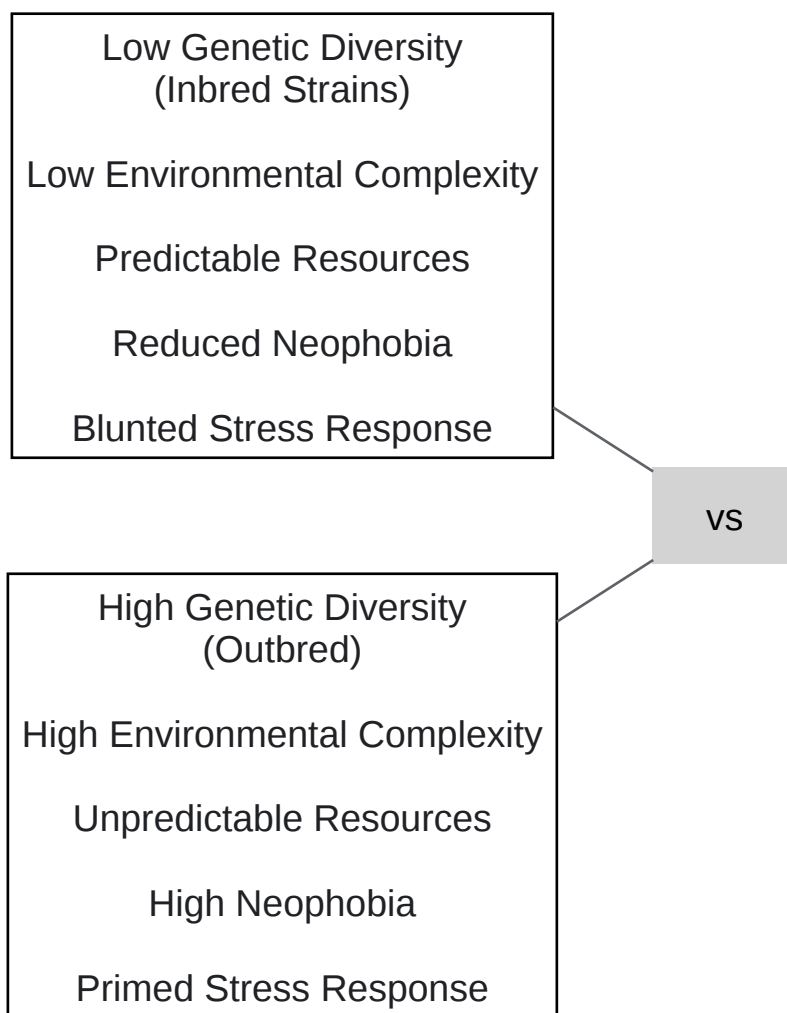 Low Genetic Diversity
(Inbred Strains)
Low Environmental Complexity
Predictable Resources
Reduced Neophobia
Blunted Stress Response
vs
High Genetic Diversity
(Outbred)
High Environmental Complexity
Unpredictable Resources
High Neophobia
Primed Stress Response